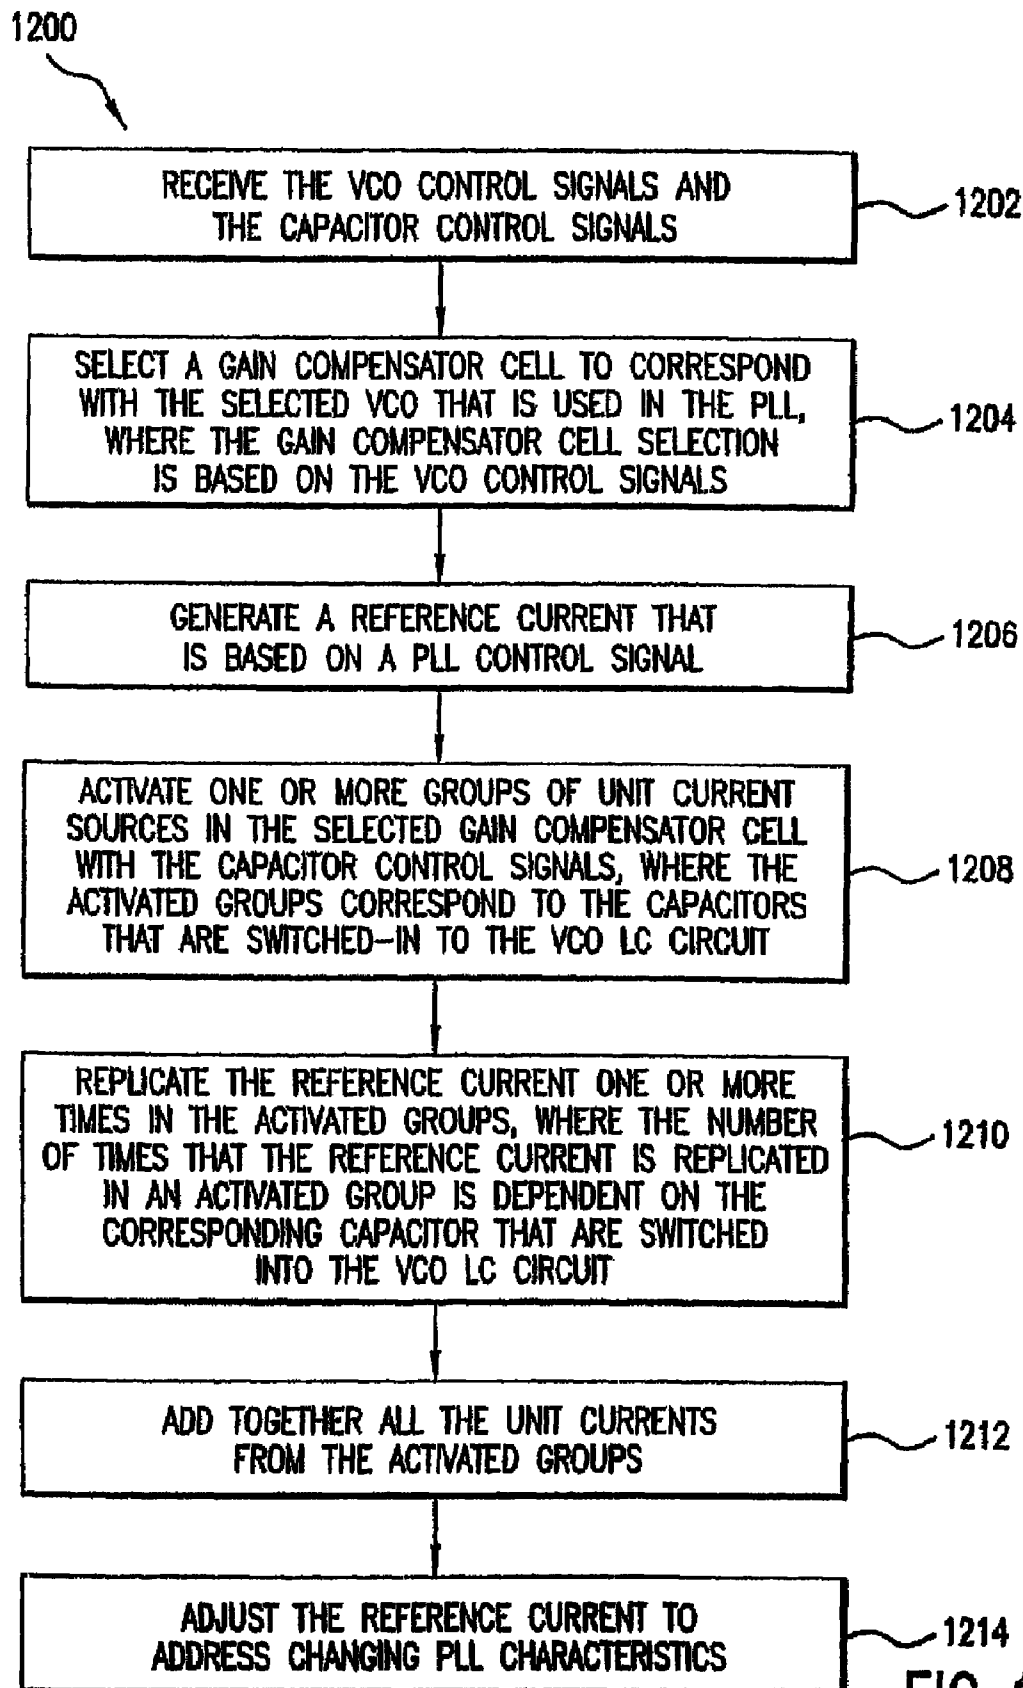 1200
RECEIVE THE VCO CONTROL SIGNALS AND
THE CAPACITOR CONTROL SIGNALS
1202
SELECT A GAIN COMPENSATOR CELL TO CORRESPOND
WITH THE SELECTED VCO THAT IS USED IN THE PLL,
WHERE THE GAIN COMPENSATOR CELL SELECTION
IS BASED ON THE VCO CONTROL SIGNALS
1204
GENERATE A REFERENCE CURRENT THAT
IS BASED ON A PLL CONTROL SIGNAL
1206
ACTIVATE ONE OR MORE GROUPS OF UNIT CURRENT
SOURCES IN THE SELECTED GAIN COMPENSATOR CELL
WITH THE CAPACITOR CONTROL SIGNALS, WHERE THE
ACTIVATED GROUPS CORRESPOND TO THE CAPACITORS
THAT ARE SWITCHED-IN TO THE VCO LC CIRCUIT
1208
REPLICATE THE REFERENCE CURRENT ONE OR MORE
TIMES IN THE ACTIVATED GROUPS, WHERE THE NUMBER
OF TIMES THAT THE REFERENCE CURRENT IS REPLICATED
IN AN ACTIVATED GROUP IS DEPENDENT ON THE
CORRESPONDING CAPACITOR THAT ARE SWITCHED
INTO THE VCO LC CIRCUIT
1210
ADD TOGETHER ALL THE UNIT CURRENTS
FROM THE ACTIVATED GROUPS
1212
ADJUST THE REFERENCE CURRENT TO
ADDRESS CHANGING PLL CHARACTERISTICS
1214
FIG.